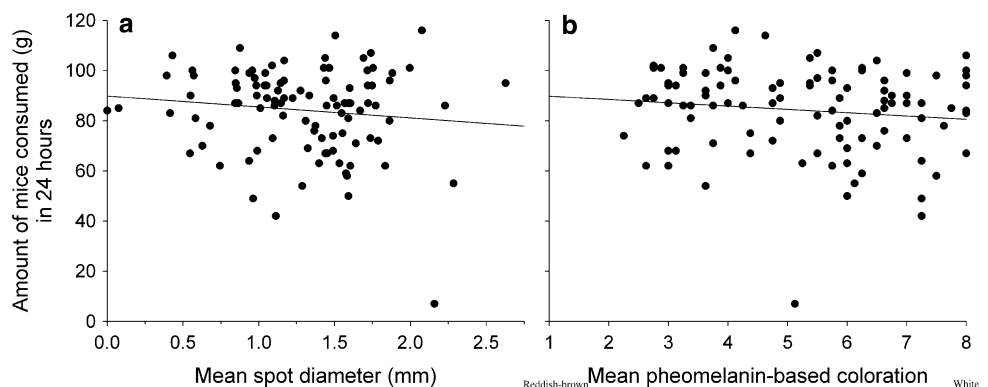 Amount of mice consumed (g)
in 24 hours
a
120
100
80
60
40
20
0
0.0 0.5 1.0 1.5 2.0 2.5
Mean spot diameter (mm)
b
1 2 3 4 5 6 7 8
Reddish-brown Mean pheomelanin-based coloration White